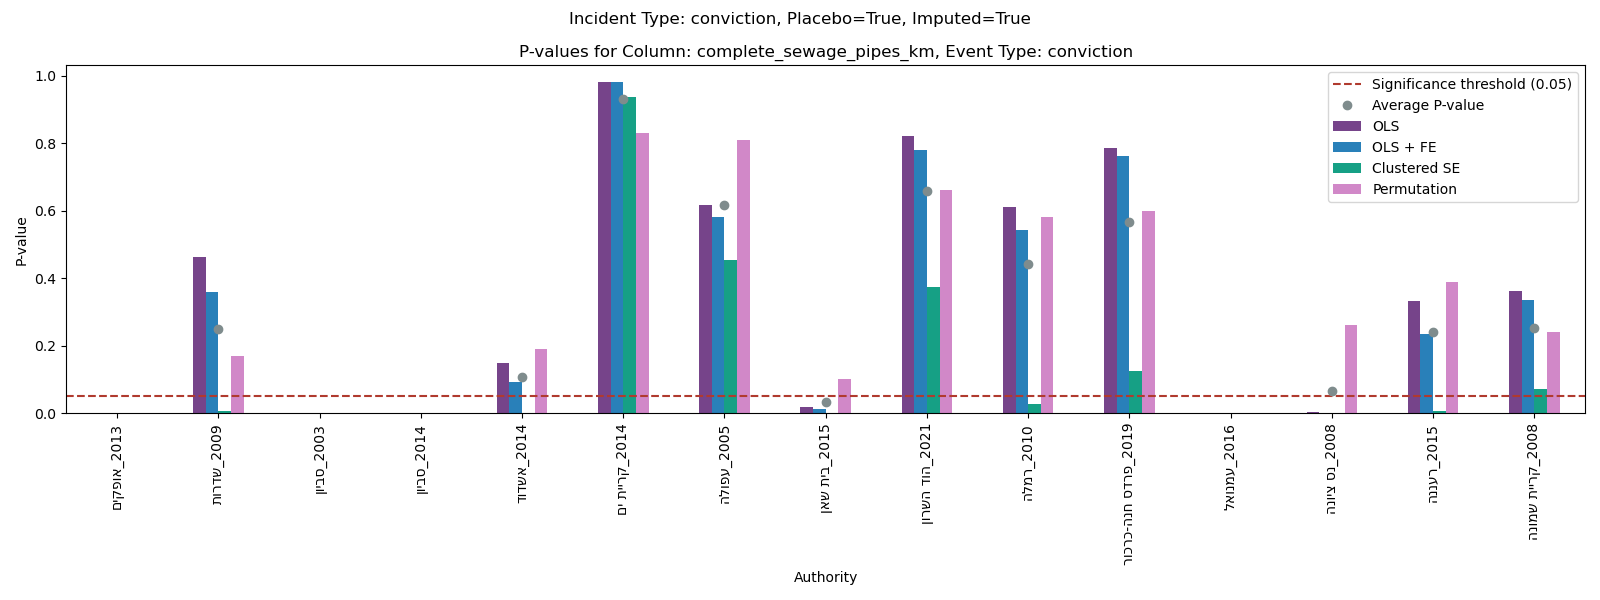 Incident Type: conviction, Placebo=True, Imputed=True
P-values for Column: complete_sewage_pipes_km, Event Type: conviction
Significance threshold (0.05)
Average P-value
OLS
OLS + FE
Clustered SE
Permutation
P-value
1.0
0.8
0.6
0.4
0.2
0.0
אופקים_2013
שדרות_2009
סביון_2003
סביון_2014
אשדוד_2014
קריית ים_2014
עפולה_2005
בית שאן_2015
הוד השרון_2021
רמלה_2010
פרדס חנה-כרכור_2019
עמנואל_2016
נס ציונה_2008
רעננה_2015
קריית שמונה_2008
Authority